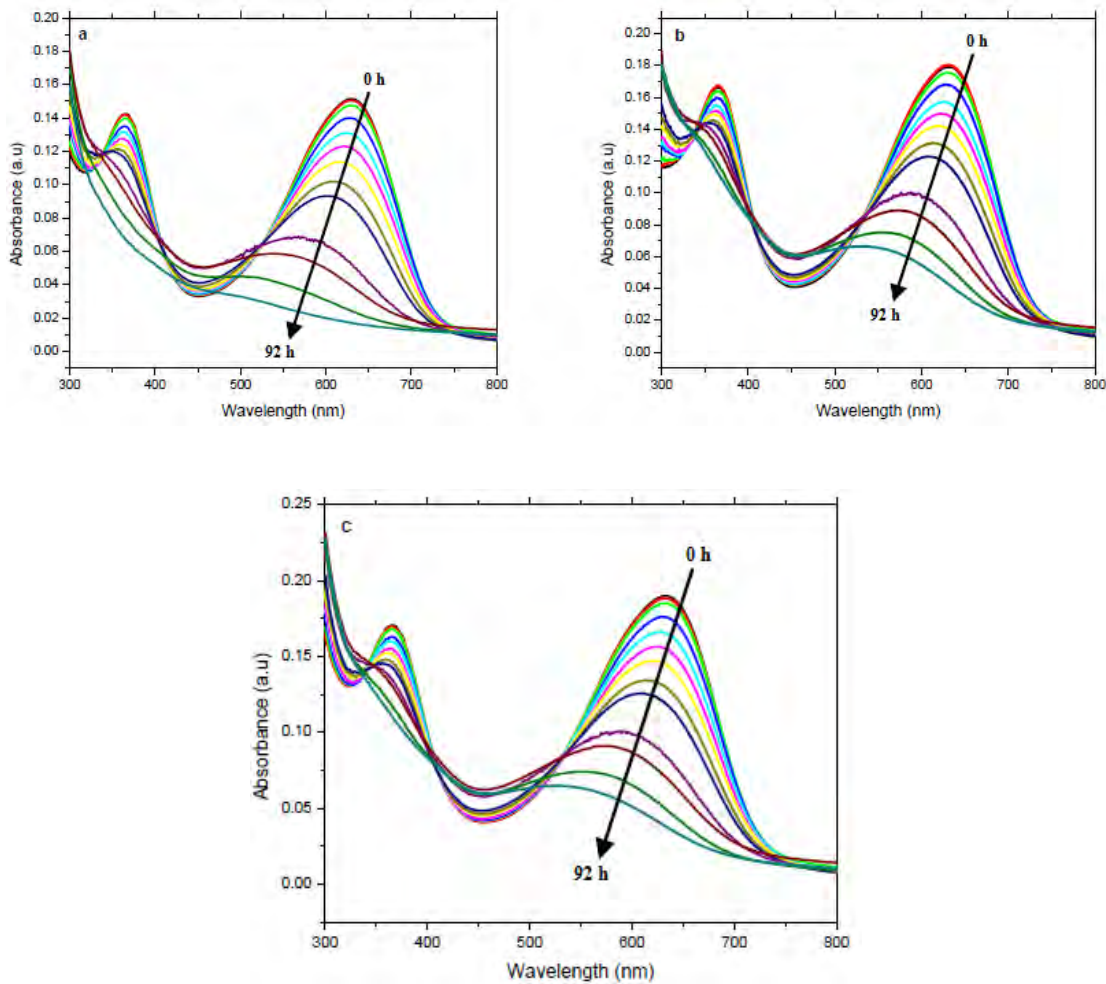 a
0 h
92 h
Absorbance (a.u)
0.20
0.18
0.16
0.14
0.12
0.10
0.08
0.06
0.04
0.02
0.00
300 400 500 600 700 800
Wavelength (nm)
b
0 h
92 h
Absorbance (a.u)
0.20
0.18
0.16
0.14
0.12
0.10
0.08
0.06
0.04
0.02
0.00
300 400 500 600 700 800
Wavelength (nm)
c
0 h
92 h
Absorbance (a.u)
0.25
0.20
0.15
0.10
0.05
0.00
300 400 500 600 700 800
Wavelength (nm)